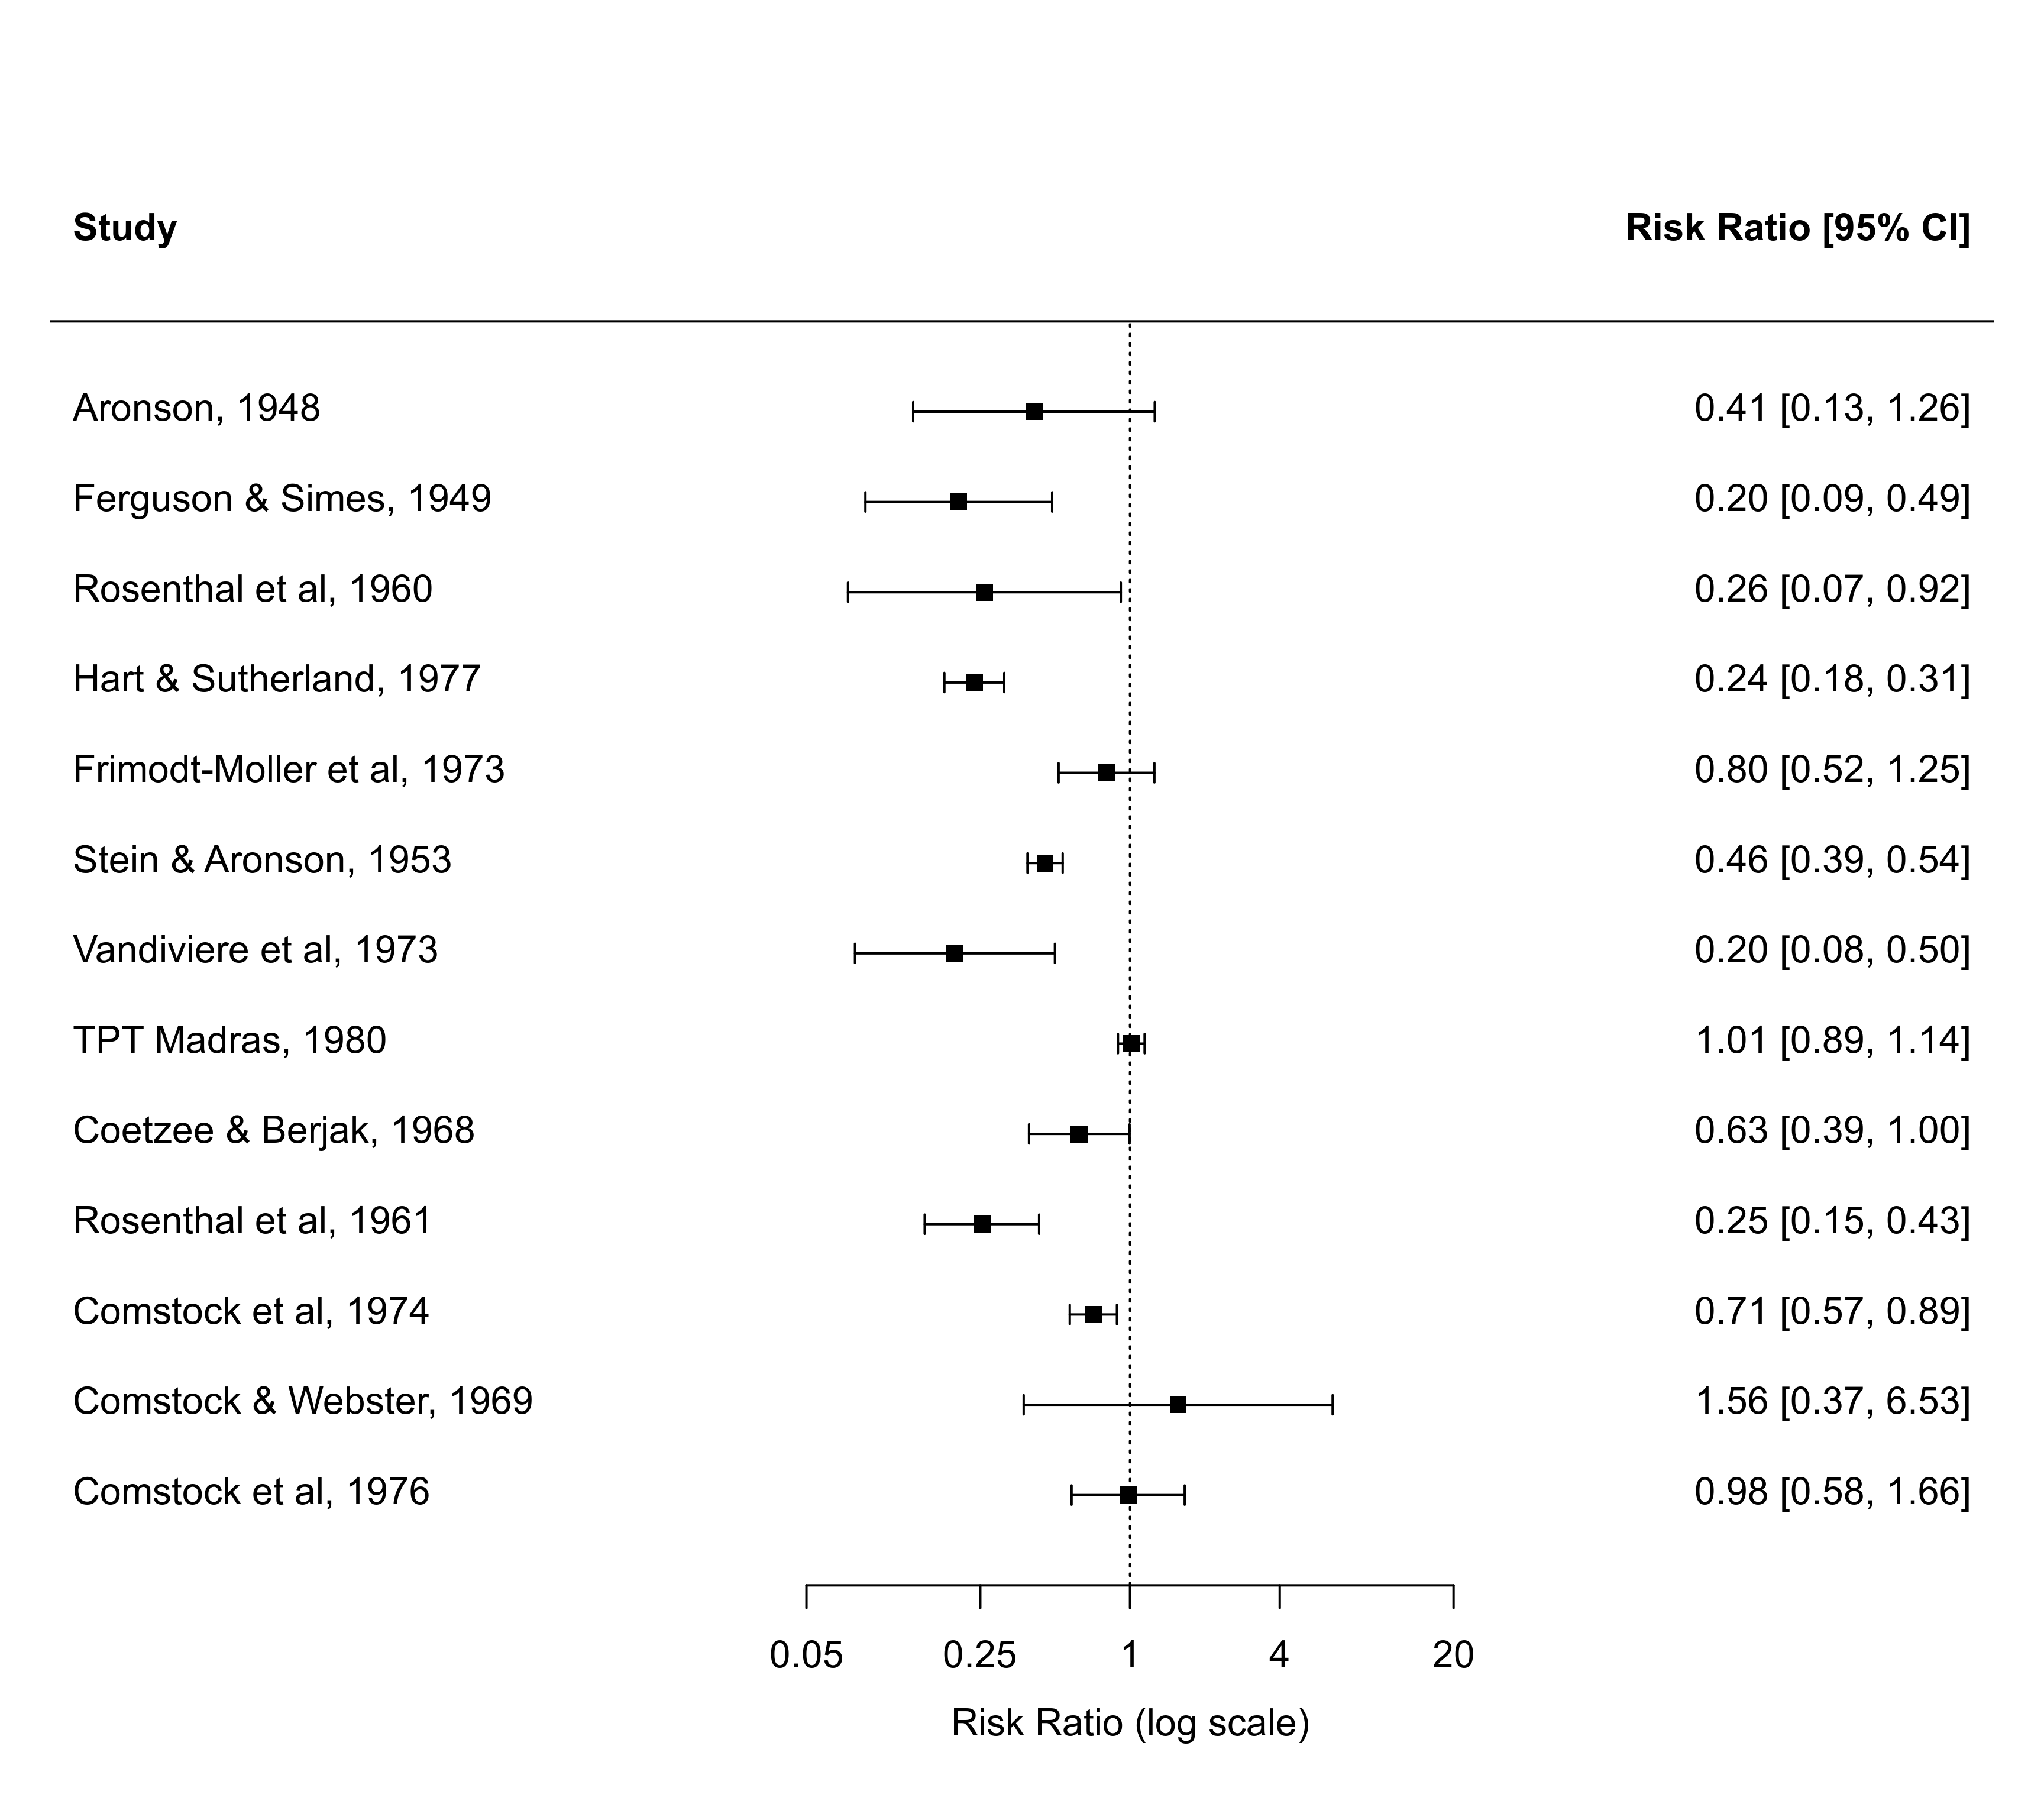 Study Risk Ratio [95% CI]
Aronson, 1948 0.41 [0.13, 1.26]
Ferguson & Simes, 1949 0.20 [0.09, 0.49]
Rosenthal et al, 1960 0.26 [0.07, 0.92]
Hart & Sutherland, 1977 0.24 [0.18, 0.31]
Frimodt-Moller et al, 1973 0.80 [0.52, 1.25]
Stein & Aronson, 1953 0.46 [0.39, 0.54]
Vandiviere et al, 1973 0.20 [0.08, 0.50]
TPT Madras, 1980 1.01 [0.89, 1.14]
Coetzee & Berjak, 1968 0.63 [0.39, 1.00]
Rosenthal et al, 1961 0.25 [0.15, 0.43]
Comstock et al, 1974 0.71 [0.57, 0.89]
Comstock & Webster, 1969 1.56 [0.37, 6.53]
Comstock et al, 1976 0.98 [0.58, 1.66]
0.05 0.25 1 4 20
Risk Ratio (log scale)